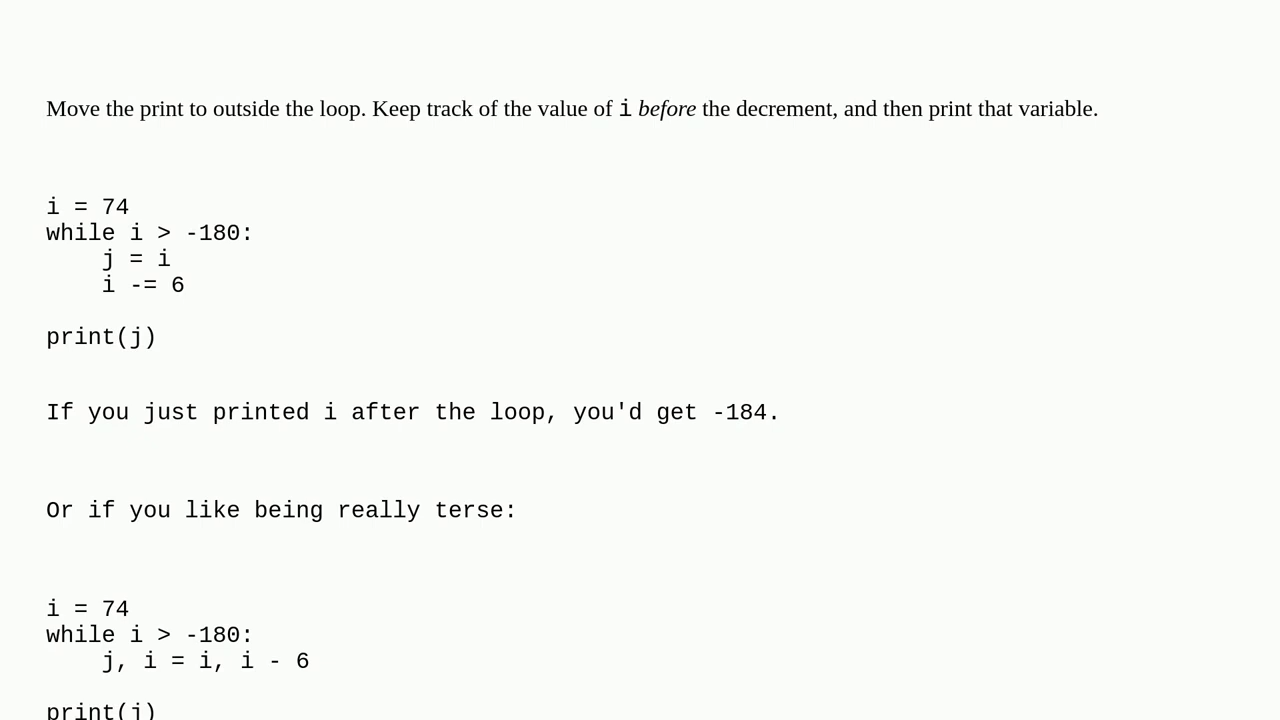 Move the print to outside the loop. Keep track of the value of i before the decrement, and then print that variable.
i = 74
while i > -180:
    j = i
    i -= 6
print(j)
If you just printed i after the loop, you'd get -184.
Or if you like being really terse:
i = 74
while i > -180:
    j, i = i, i - 6
print(j)